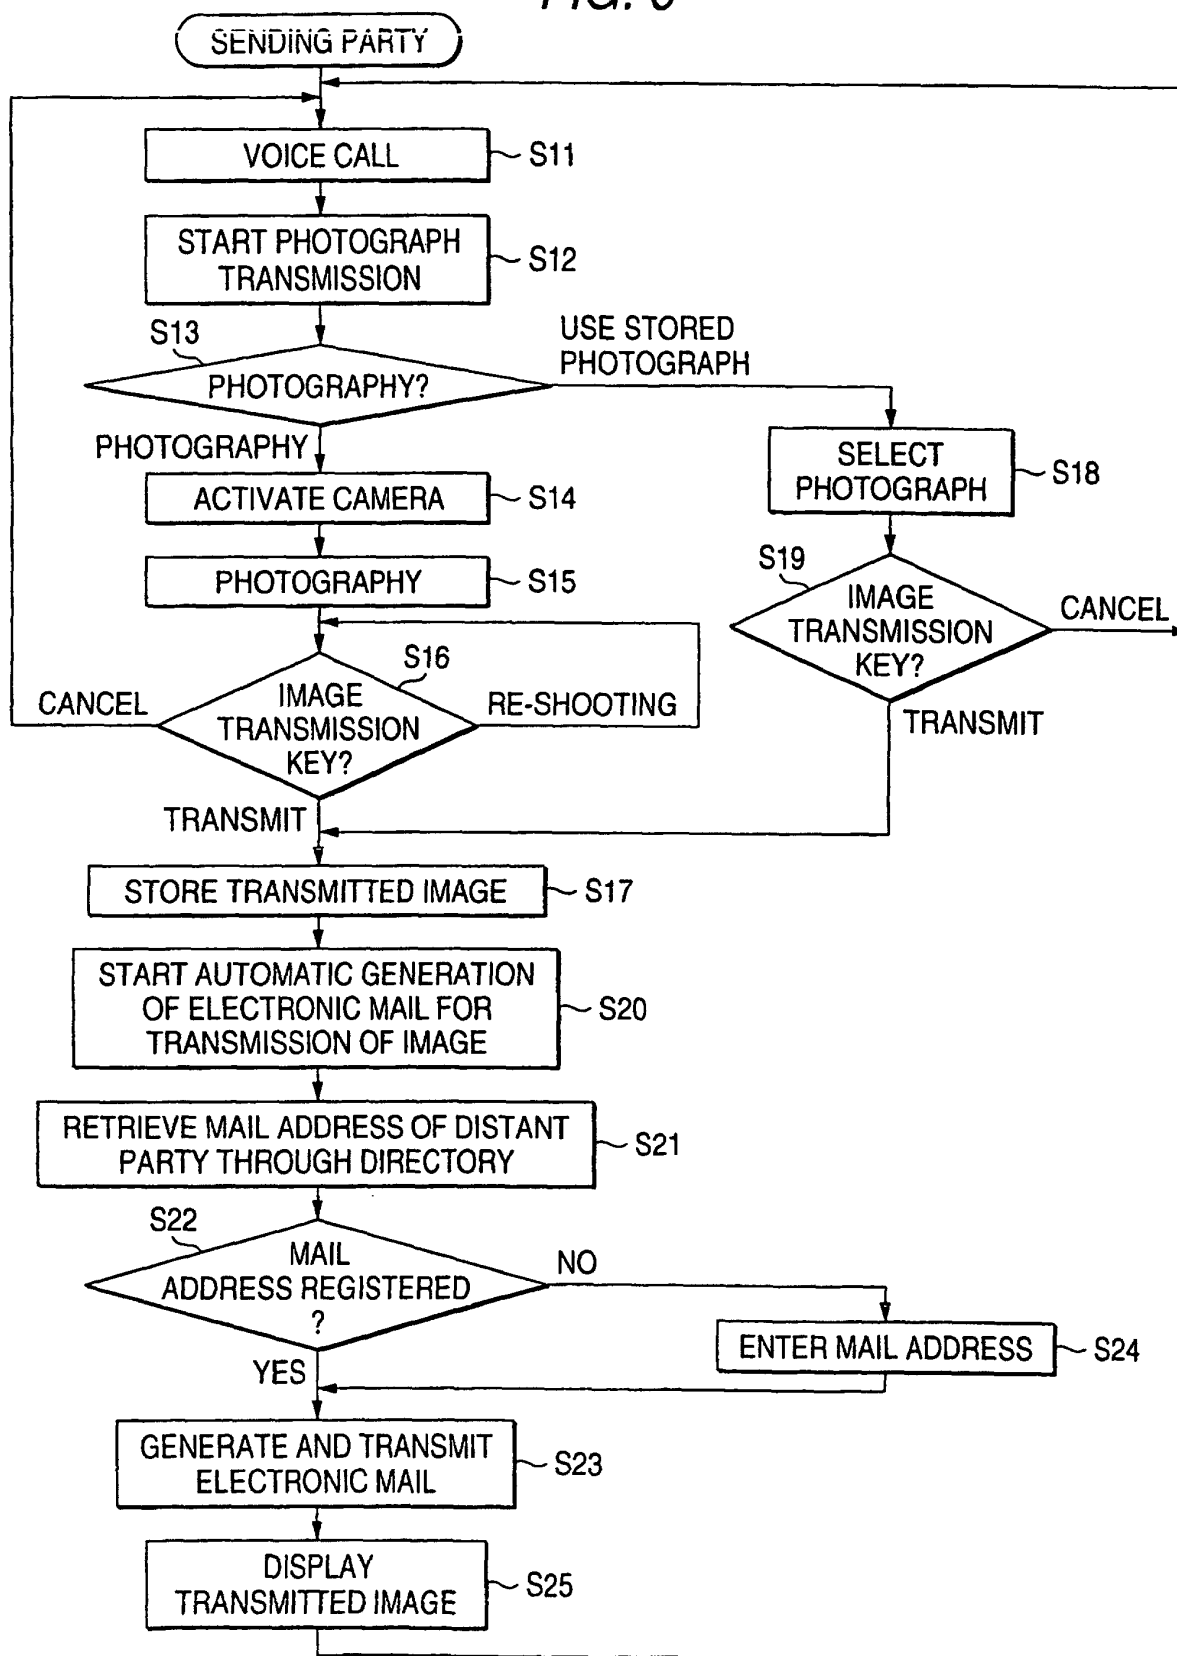 SENDING PARTY
VOICE CALL
S11
START PHOTOGRAPH
TRANSMISSION
S12
S13
PHOTOGRAPHY?
USE STORED
PHOTOGRAPH
PHOTOGRAPHY
ACTIVATE CAMERA
S14
SELECT
PHOTOGRAPH
S18
PHOTOGRAPHY
S15
S19
IMAGE
TRANSMISSION
KEY?
CANCEL
S16
IMAGE
TRANSMISSION
KEY?
CANCEL
RE-SHOOTING
TRANSMIT
TRANSMIT
STORE TRANSMITTED IMAGE
S17
START AUTOMATIC GENERATION
OF ELECTRONIC MAIL FOR
TRANSMISSION OF IMAGE
S20
RETRIEVE MAIL ADDRESS OF DISTANT
PARTY THROUGH DIRECTORY
S21
S22
MAIL
ADDRESS REGISTERED
?
NO
ENTER MAIL ADDRESS
S24
YES
GENERATE AND TRANSMIT
ELECTRONIC MAIL
S23
DISPLAY
TRANSMITTED IMAGE
S25